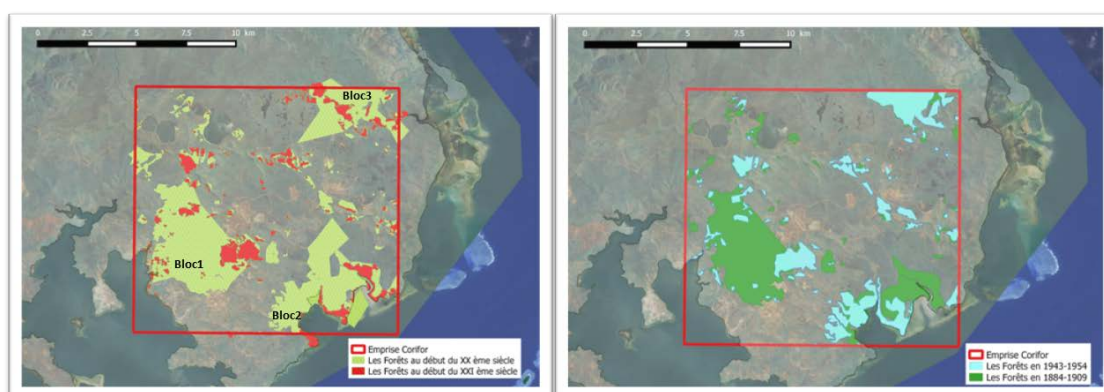 0 2.5 5 7.5 10 km
Bloc3
Bloc1
Bloc2
Emprise Corifor
Les Forêts au début du XX ème siècle
Les Forêts au début du XXI ème siècle
0 2.5 5 7.5 10 km
Emprise Corifor
Les Forêts en 1943-1954
Les Forêts en 1884-1909